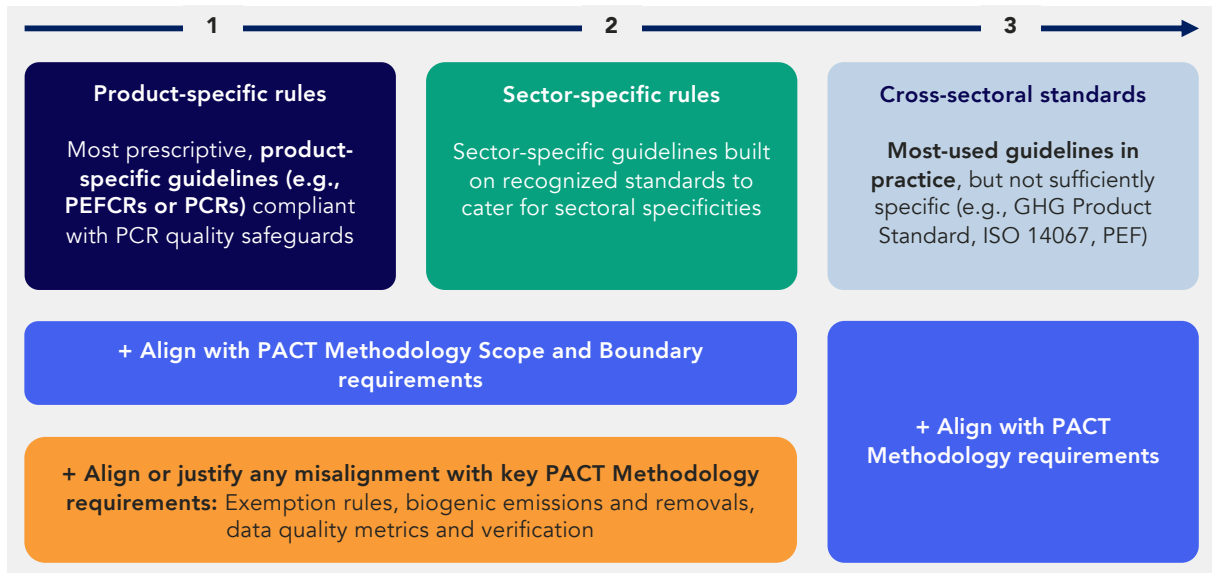 1
2
3
Product-specific rules
Most prescriptive, product-
specific guidelines (e.g.,
PEFCRs or PCRs) compliant
with PCR quality safeguards
Sector-specific rules
Sector-specific guidelines built
on recognized standards to
cater for sectoral specificities
Cross-sectoral standards
Most-used guidelines in
practice, but not sufficiently
specific (e.g., GHG Product
Standard, ISO 14067, PEF)
+ Align with PACT Methodology Scope and Boundary
requirements
+ Align or justify any misalignment with key PACT Methodology
requirements: Exemption rules, biogenic emissions and removals,
data quality metrics and verification
+ Align with PACT
Methodology requirements